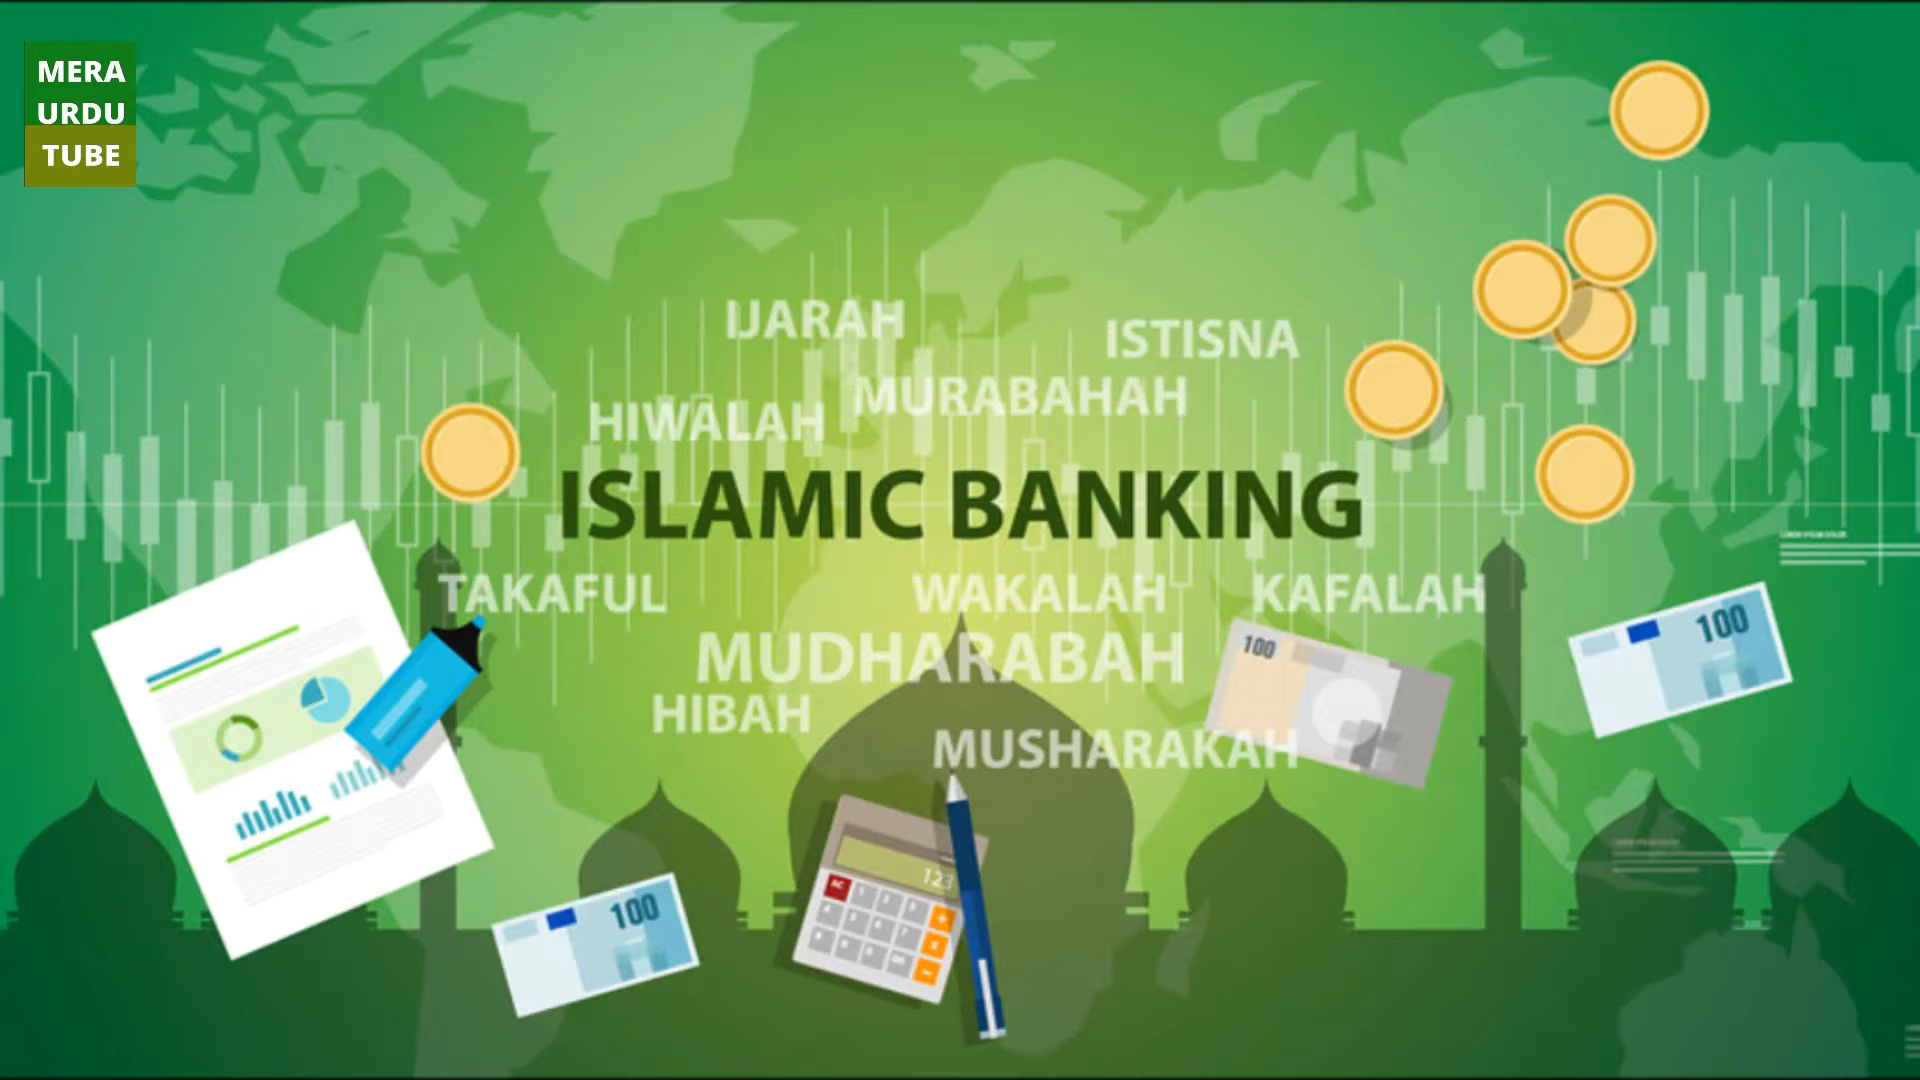 MERA
URDU
TUBE
IJARAH
ISTISNA
MURABAHAH
HIWALAH
ISLAMIC BANKING
TAKAFUL
WAKALAH
KAFALAH
MUDHARABAH
HIBAH
MUSHARAKAH
100
100
100
123